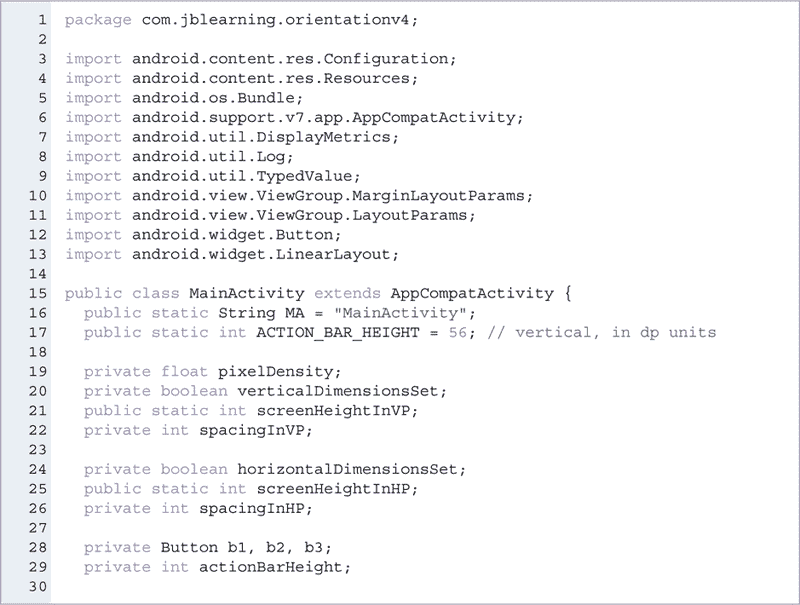 1 package com.jblearning.orientationv4;
2
3 import android.content.res.Configuration;
4 import android.content.res.Resources;
5 import android.os.Bundle;
6 import android.support.v7.app.AppCompatActivity;
7 import android.util.DisplayMetrics;
8 import android.util.Log;
9 import android.util.TypedValue;
10 import android.view.ViewGroup.MarginLayoutParams;
11 import android.view.ViewGroup.LayoutParams;
12 import android.widget.Button;
13 import android.widget.LinearLayout;
14
15 public class MainActivity extends AppCompatActivity {
16   public static String MA = "MainActivity";
17   public static int ACTION_BAR_HEIGHT = 56; // vertical, in dp units
18
19   private float pixelDensity;
20   private boolean verticalDimensionsSet;
21   public static int screenHeightInVP;
22   private int spacingInVP;
23
24   private boolean horizontalDimensionsSet;
25   public static int screenHeightInHP;
26   private int spacingInHP;
27
28   private Button b1, b2, b3;
29   private int actionBarHeight;
30